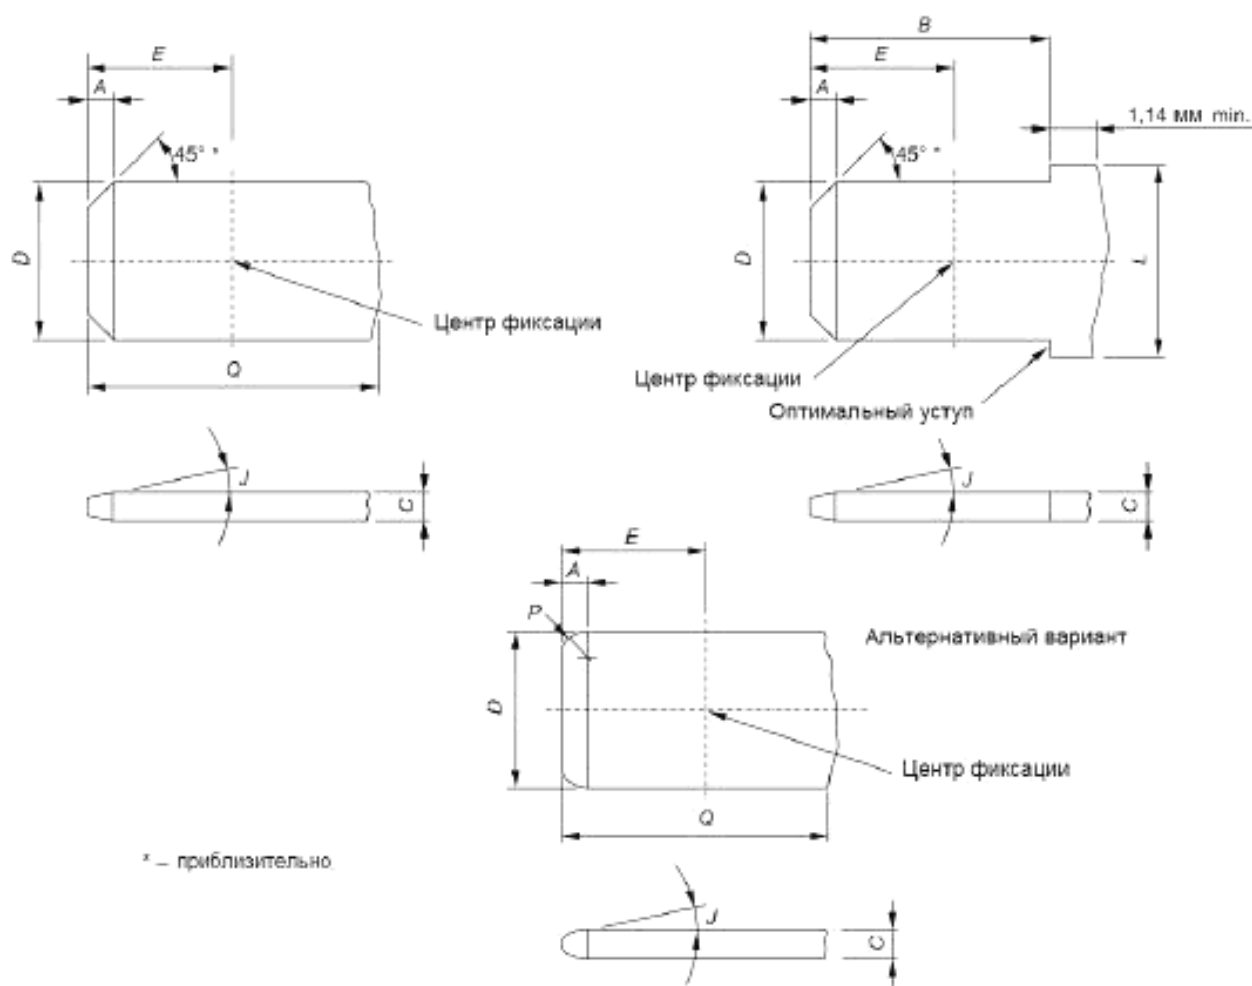 B
E
E
A
A
1,14 мм min.
45° *
45° *
D
D
L
Центр фиксации
Q
Центр фиксации
Оптимальный уступ
J
J
C
C
E
A
P
Альтернативный вариант
D
Центр фиксации
Q
* – приблизительно
J
C